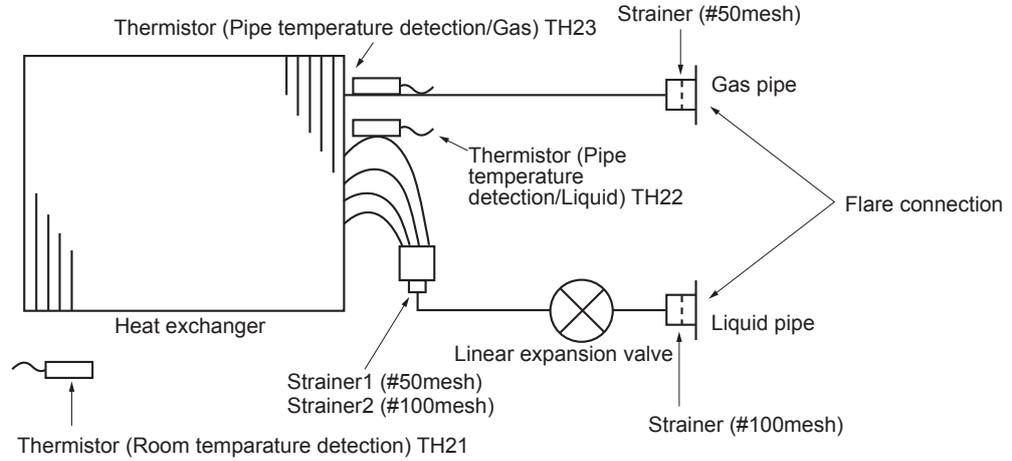 Strainer (#50mesh)
Thermistor (Pipe temperature detection/Gas) TH23
Gas pipe
Thermistor (Pipe
temperature
detection/Liquid) TH22
Flare connection
Heat exchanger
Liquid pipe
Linear expansion valve
Strainer1 (#50mesh)
Strainer2 (#100mesh)
Strainer (#100mesh)
Thermistor (Room temparature detection) TH21